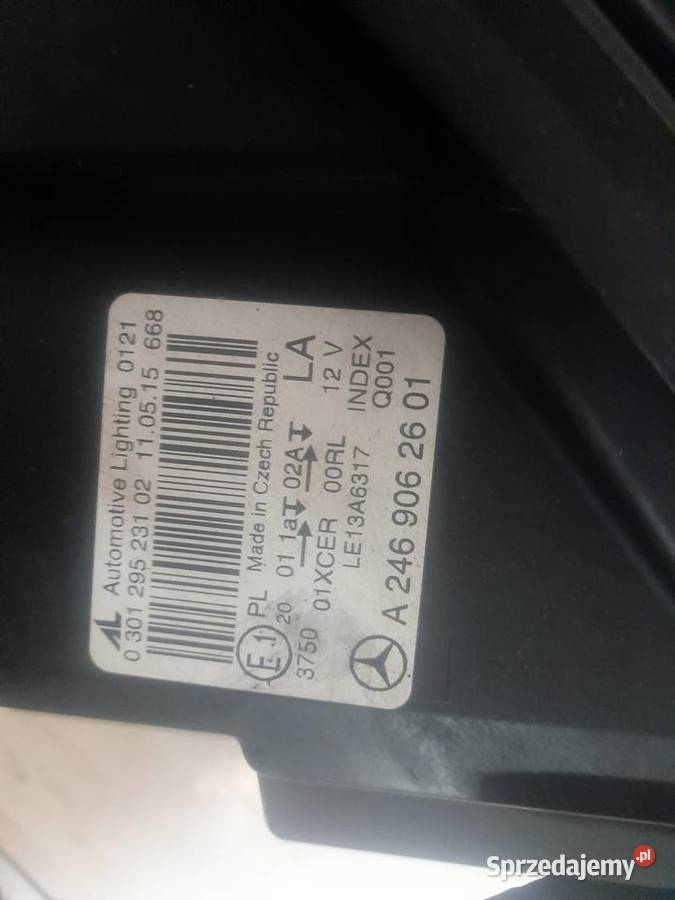 AL Automotive Lighting 0121
0 301 295 231 02 11.05.15 668
E1 PL Made in Czech Republic
20 01 1a 02A LA
3750 01XCER 00RL 12 V
LE13A6317 INDEX
Q001
A 246 906 26 01
Sprzedajemy.pl